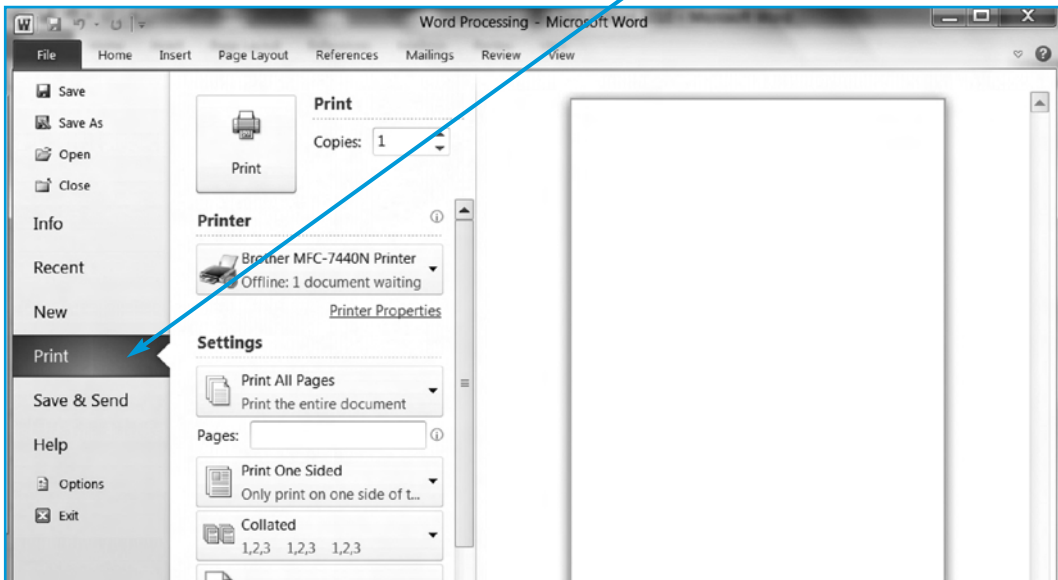 W
Word Processing - Microsoft Word
X
File Home Insert Page Layout References Mailings Review View
Save
Save As
Open
Close
Info
Recent
New
Print
Save & Send
Help
Options
Exit
Print
Print
Copies: 1
Printer
Brother MFC-7440N Printer
Offline: 1 document waiting
Printer Properties
Settings
Print All Pages
Print the entire document
Pages:
Print One Sided
Only print on one side of t...
Collated
1,2,3 1,2,3 1,2,3